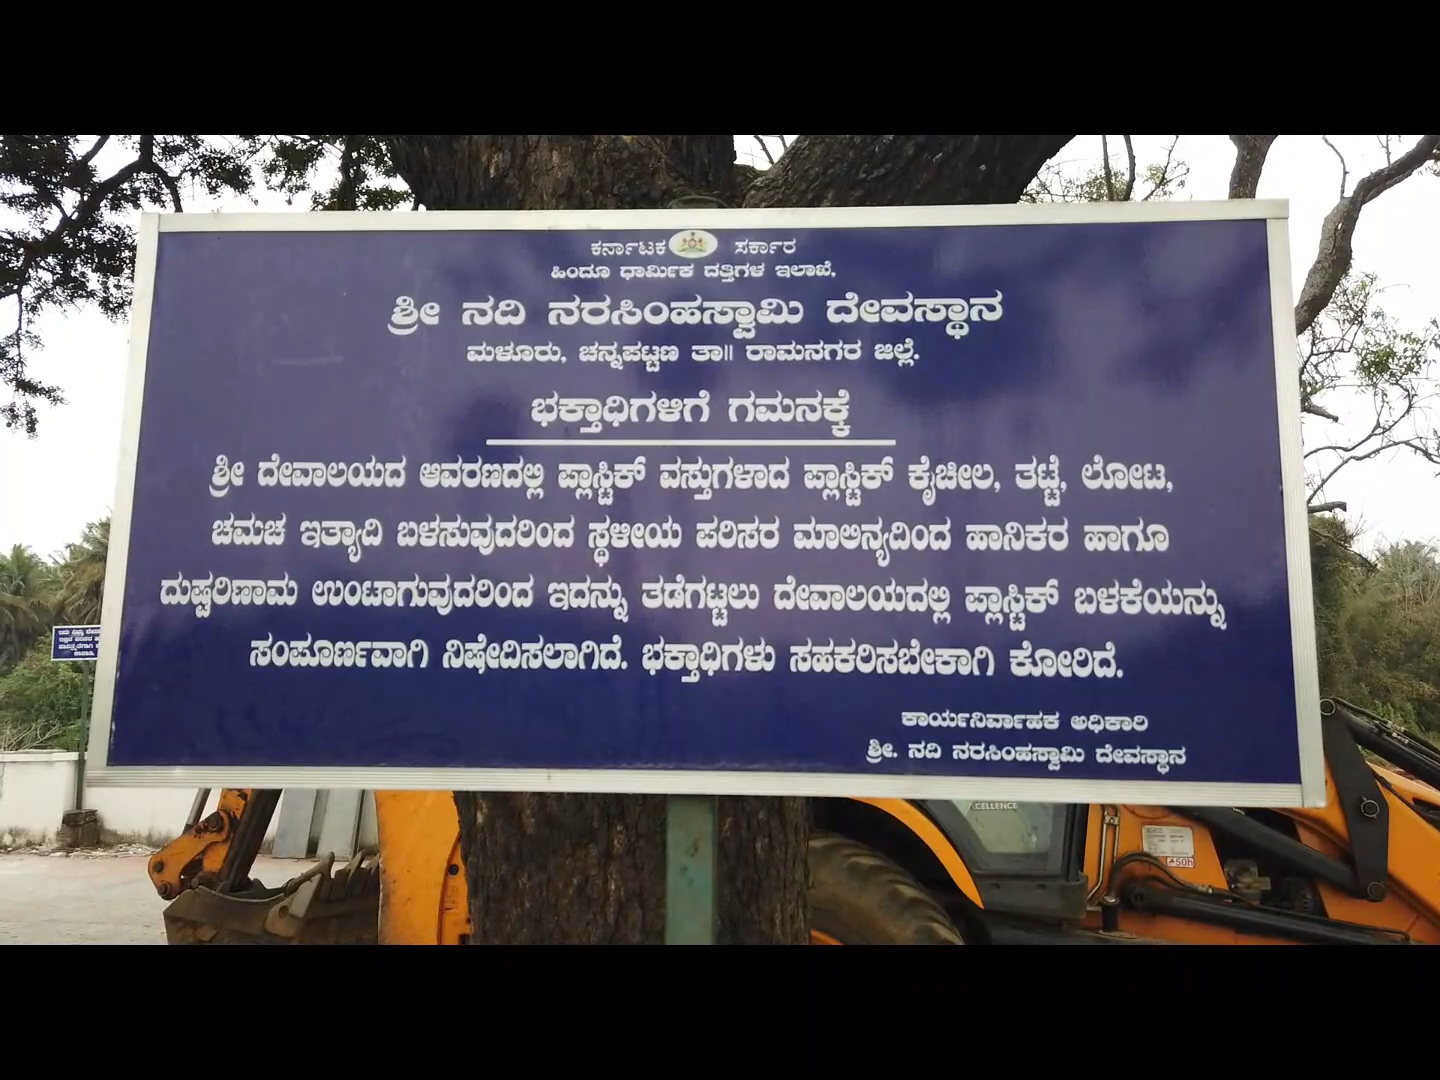 ಕರ್ನಾಟಕ ಸರ್ಕಾರ
ಹಿಂದೂ ಧಾರ್ಮಿಕ ದತ್ತಿಗಳ ಇಲಾಖೆ,
ಶ್ರೀ ನದಿ ನರಸಿಂಹಸ್ವಾಮಿ ದೇವಸ್ಥಾನ
ಮಳೂರು, ಚನ್ನಪಟ್ಟಣ ತಾ॥ ರಾಮನಗರ ಜಿಲ್ಲೆ.
ಭಕ್ತಾಧಿಗಳಿಗೆ ಗಮನಕ್ಕೆ
ಶ್ರೀ ದೇವಾಲಯದ ಆವರಣದಲ್ಲಿ ಪ್ಲಾಸ್ಟಿಕ್ ವಸ್ತುಗಳಾದ ಪ್ಲಾಸ್ಟಿಕ್ ಕೈಚೀಲ, ತಟ್ಟೆ, ಲೋಟ,
ಚಮಚ ಇತ್ಯಾದಿ ಬಳಸುವುದರಿಂದ ಸ್ಥಳೀಯ ಪರಿಸರ ಮಾಲಿನ್ಯದಿಂದ ಹಾನಿಕರ ಹಾಗೂ
ದುಷ್ಪರಿಣಾಮ ಉಂಟಾಗುವುದರಿಂದ ಇದನ್ನು ತಡೆಗಟ್ಟಲು ದೇವಾಲಯದಲ್ಲಿ ಪ್ಲಾಸ್ಟಿಕ್ ಬಳಕೆಯನ್ನು
ಸಂಪೂರ್ಣವಾಗಿ ನಿಷೇದಿಸಲಾಗಿದೆ. ಭಕ್ತಾಧಿಗಳು ಸಹಕರಿಸಬೇಕಾಗಿ ಕೋರಿದೆ.
ಕಾರ್ಯನಿರ್ವಾಹಕ ಅಧಿಕಾರಿ
ಶ್ರೀ. ನದಿ ನರಸಿಂಹಸ್ವಾಮಿ ದೇವಸ್ಥಾನ
CELLENCE
50h